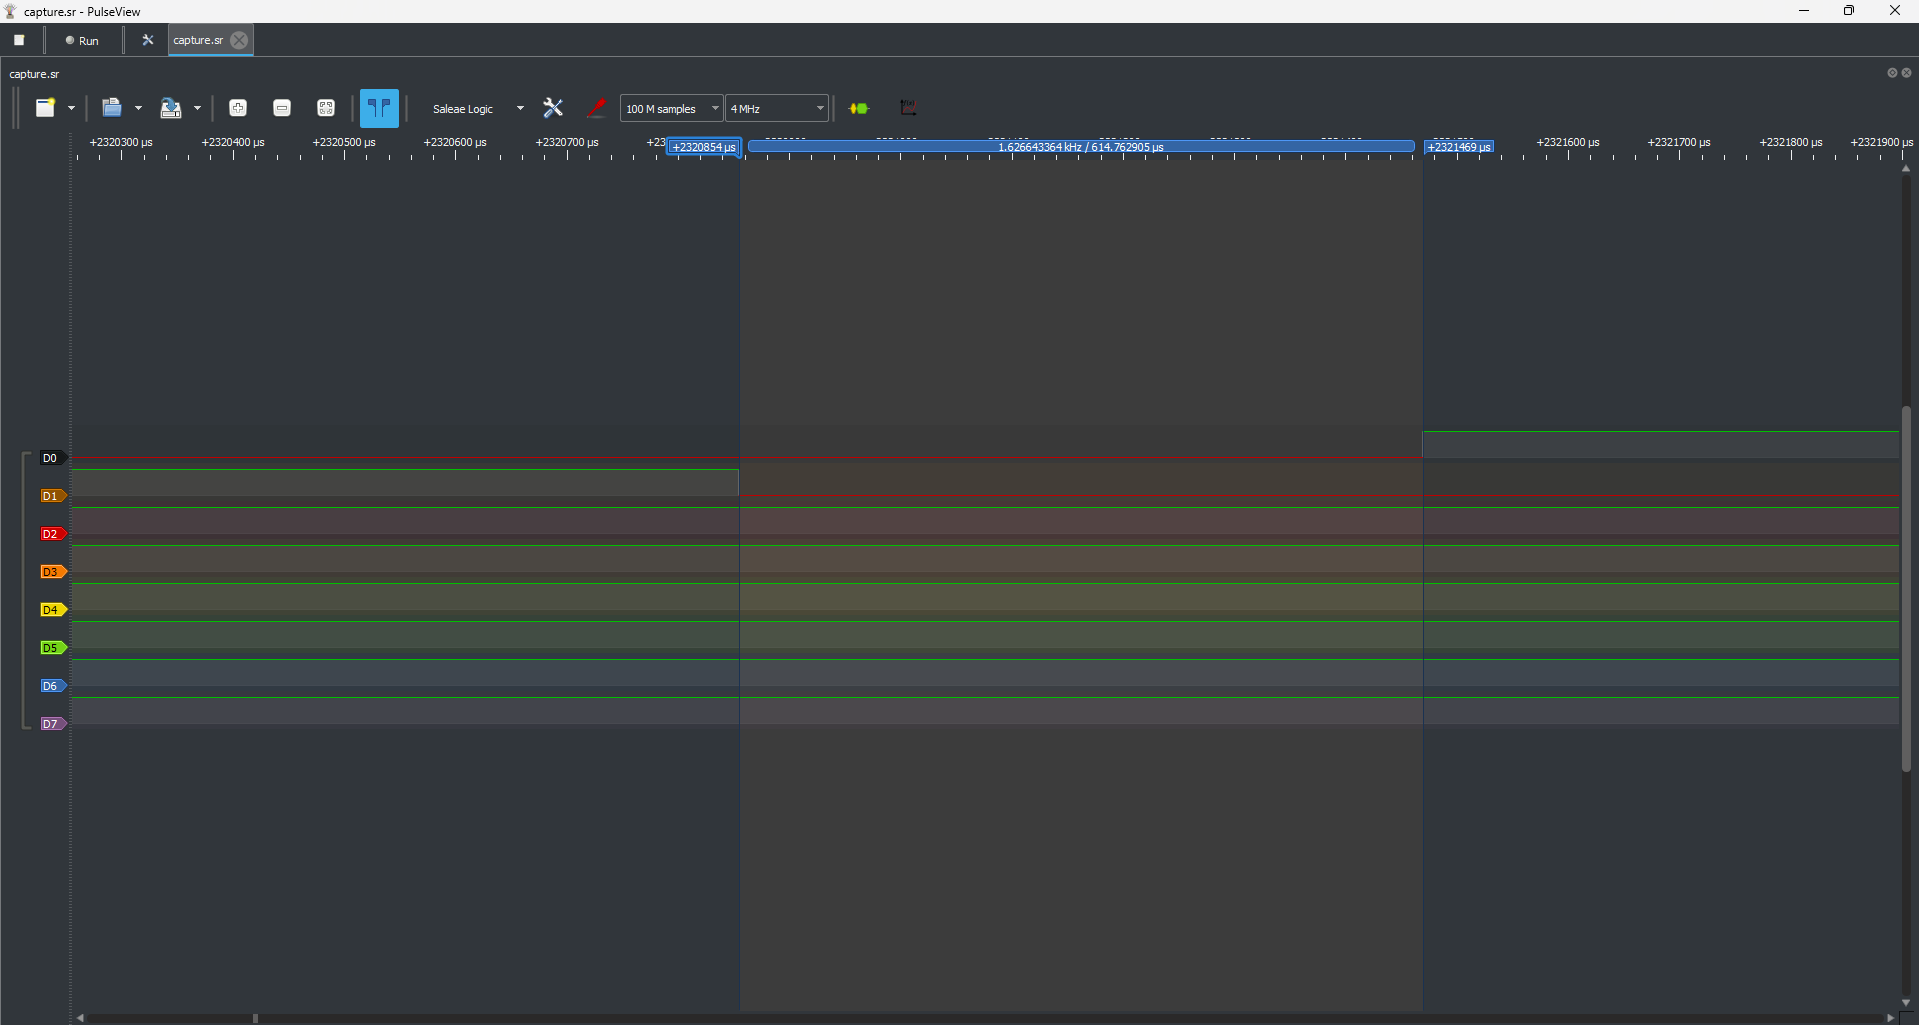 capture.sr - PulseView
Run
capture.sr
capture.sr
Saleae Logic
100 M samples
4 MHz
+2320300 µs +2320400 µs +2320500 µs +2320600 µs +2320700 µs +23 +2320854 µs 1.626643364 kHz / 614.762905 µs +2321469 µs +2321600 µs +2321700 µs +2321800 µs +2321900 µs
D0
D1
D2
D3
D4
D5
D6
D7